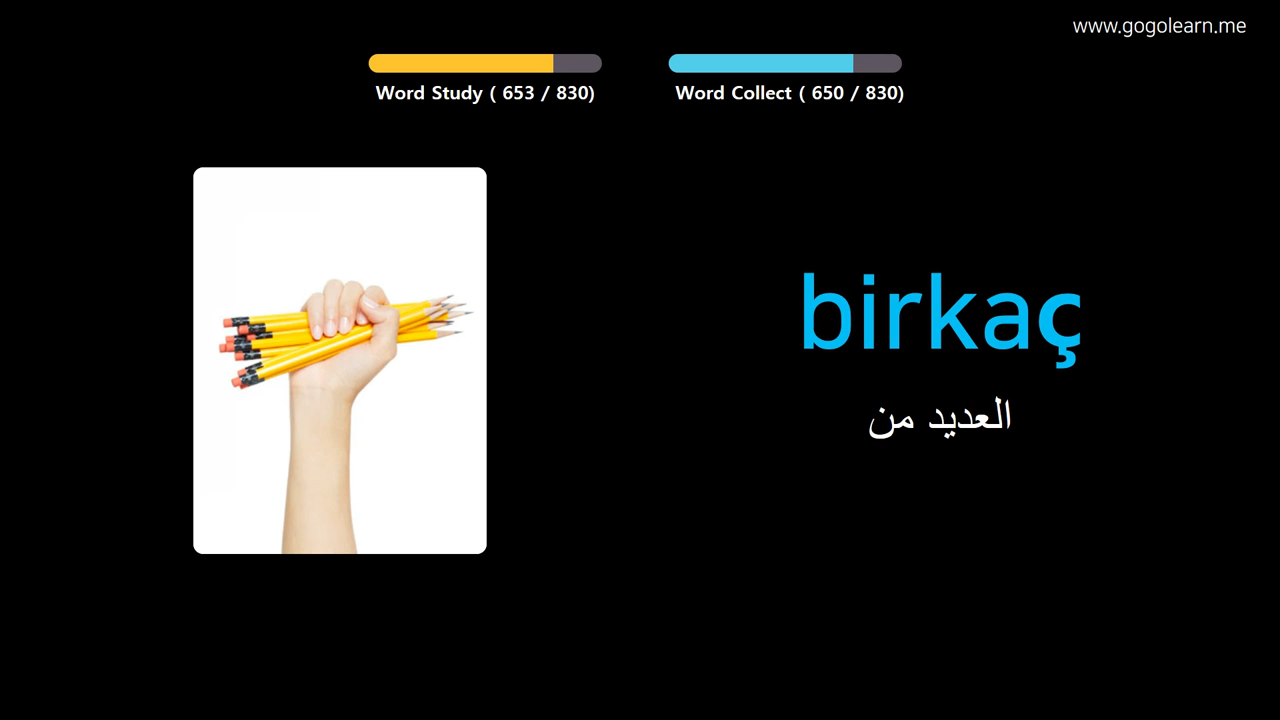 www.gogolearn.me
Word Study ( 653 / 830)
Word Collect ( 650 / 830)
birkaç
العديد من